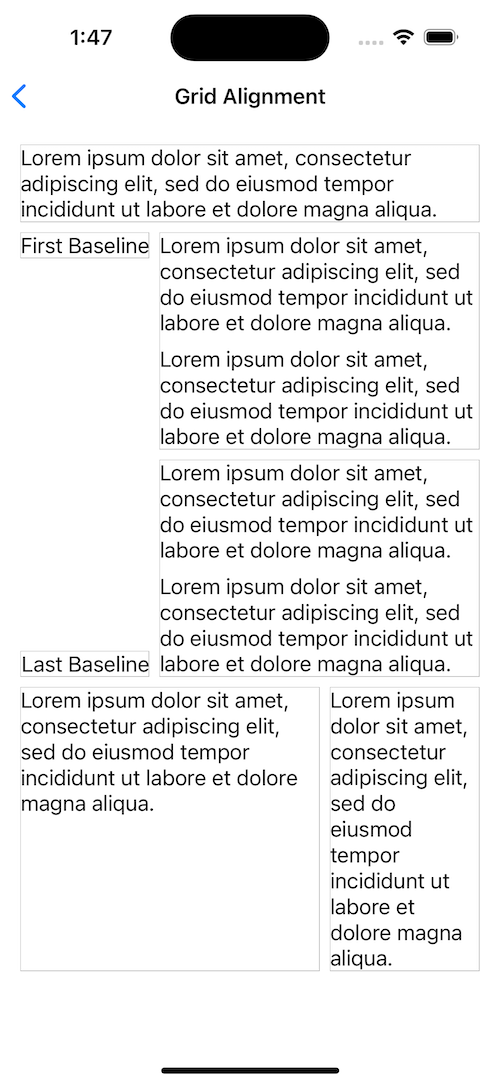 1:47
Grid Alignment
Lorem ipsum dolor sit amet, consectetur
adipiscing elit, sed do eiusmod tempor
incididunt ut labore et dolore magna aliqua.
First Baseline
Lorem ipsum dolor sit amet,
consectetur adipiscing elit, sed
do eiusmod tempor incididunt ut
labore et dolore magna aliqua.
Lorem ipsum dolor sit amet,
consectetur adipiscing elit, sed
do eiusmod tempor incididunt ut
labore et dolore magna aliqua.
Lorem ipsum dolor sit amet,
consectetur adipiscing elit, sed
do eiusmod tempor incididunt ut
labore et dolore magna aliqua.
Lorem ipsum dolor sit amet,
consectetur adipiscing elit, sed
do eiusmod tempor incididunt ut
Last Baseline
labore et dolore magna aliqua.
Lorem ipsum dolor sit amet,
consectetur adipiscing elit,
sed do eiusmod tempor
incididunt ut labore et dolore
magna aliqua.
Lorem ipsum
dolor sit amet,
consectetur
adipiscing elit,
sed do
eiusmod
tempor
incididunt ut
labore et
dolore magna
aliqua.